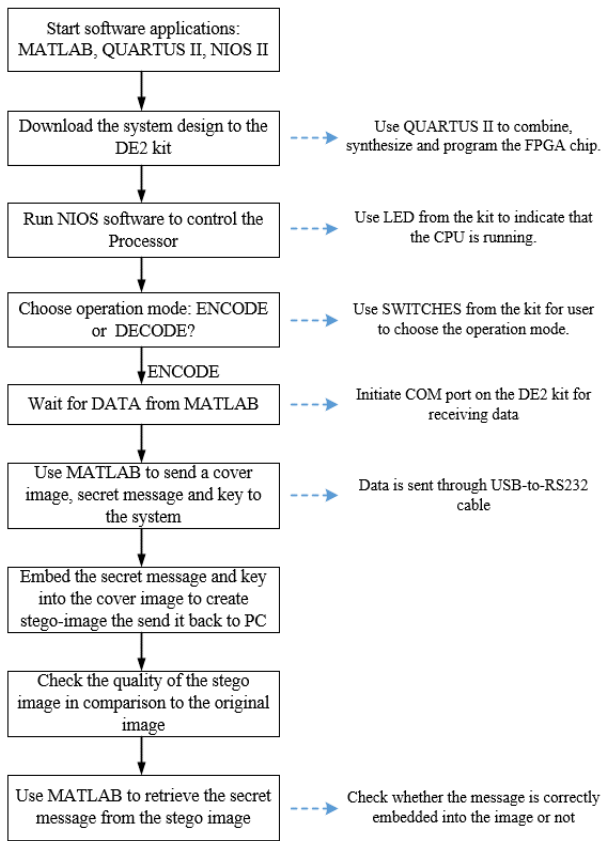 Start software applications:
MATLAB, QUARTUS II, NIOS II
Download the system design to the
DE2 kit
Use QUARTUS II to combine,
synthesize and program the FPGA chip.
Run NIOS software to control the
Processor
Use LED from the kit to indicate that
the CPU is running.
Choose operation mode: ENCODE
or DECODE?
Use SWITCHES from the kit for user
to choose the operation mode.
ENCODE
Wait for DATA from MATLAB
Initiate COM port on the DE2 kit for
receiving data
Use MATLAB to send a cover
image, secret message and key to
the system
Data is sent through USB-to-RS232
cable
Embed the secret message and key
into the cover image to create
stego-image the send it back to PC
Check the quality of the stego
image in comparison to the original
image
Use MATLAB to retrieve the secret
message from the stego image
Check whether the message is correctly
embedded into the image or not